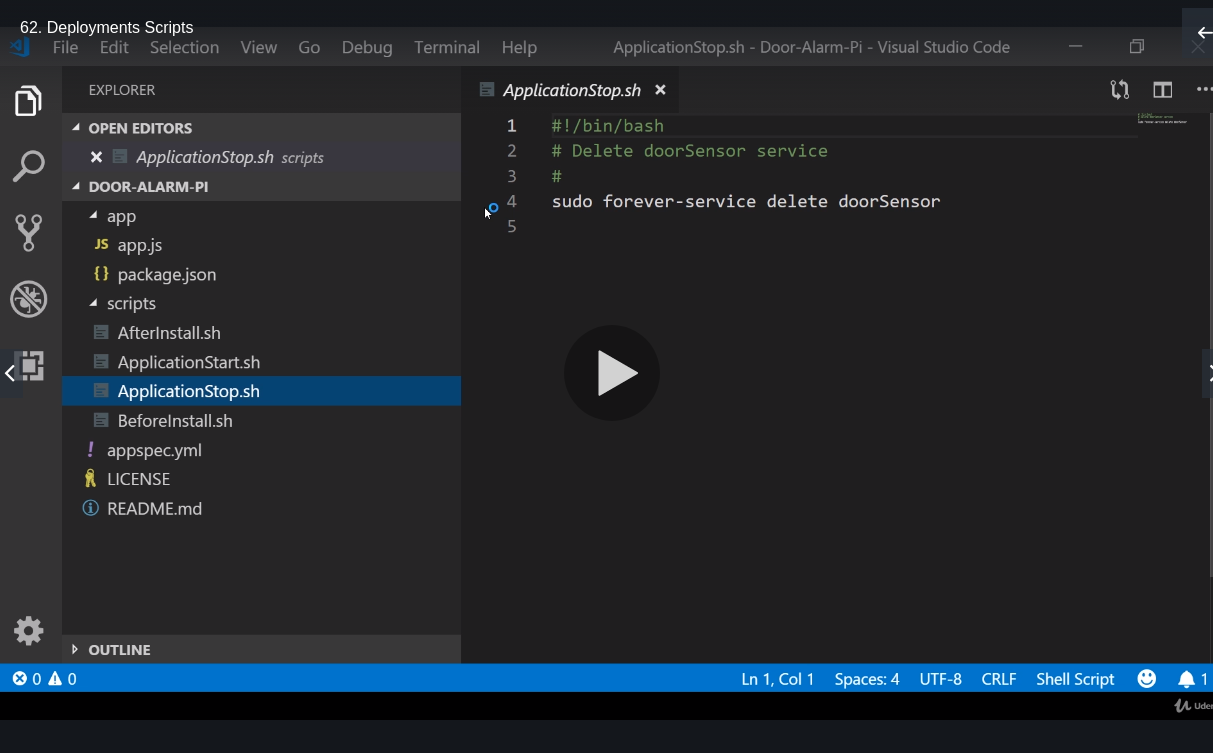 62. Deployments Scripts
File Edit Selection View Go Debug Terminal Help ApplicationStop.sh - Door-Alarm-Pi - Visual Studio Code
EXPLORER
OPEN EDITORS
ApplicationStop.sh scripts
DOOR-ALARM-PI
app
JS app.js
{ } package.json
scripts
AfterInstall.sh
ApplicationStart.sh
ApplicationStop.sh
BeforeInstall.sh
! appspec.yml
LICENSE
README.md
OUTLINE
ApplicationStop.sh
1 #!/bin/bash
2 # Delete doorSensor service
3 #
4 sudo forever-service delete doorSensor
5
0 0 Ln 1, Col 1 Spaces: 4 UTF-8 CRLF Shell Script 1